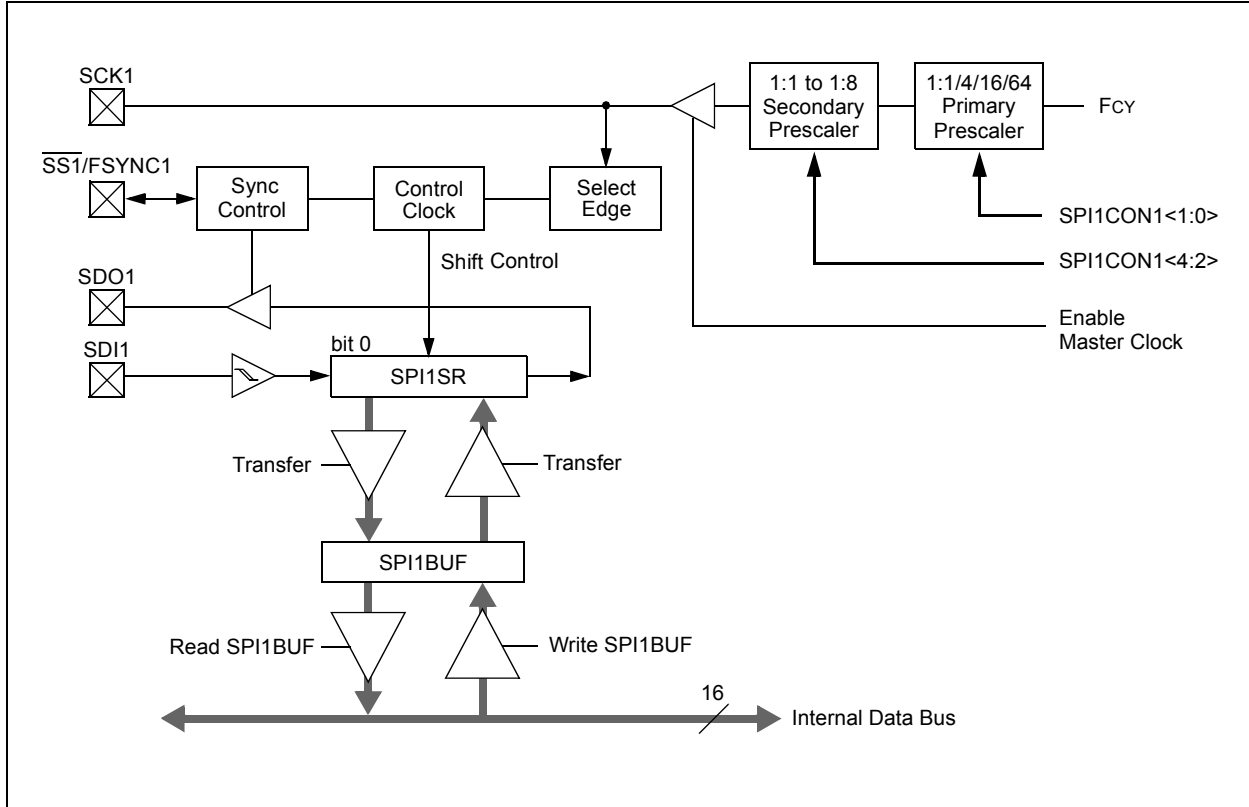 SCK1
1:1 to 1:8
Secondary
Prescaler
1:1/4/16/64
Primary
Prescaler
FCY
SS1/FSYNC1
Sync
Control
Control
Clock
Select
Edge
SPI1CON1<1:0>
SPI1CON1<4:2>
Shift Control
SDO1
Enable
Master Clock
SDI1
bit 0
SPI1SR
Transfer
Transfer
SPI1BUF
Read SPI1BUF
Write SPI1BUF
16
Internal Data Bus